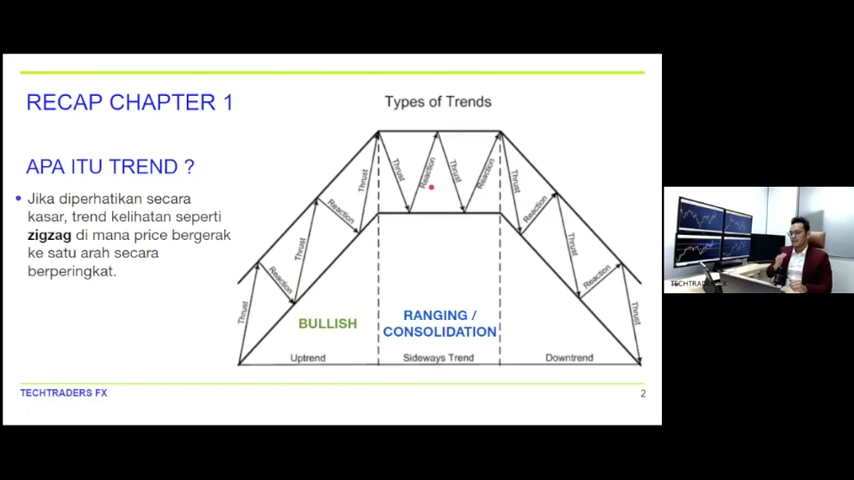 RECAP CHAPTER 1
Types of Trends
APA ITU TREND ?
Jika diperhatikan secara
kasar, trend kelihatan seperti
zigzag di mana price bergerak
ke satu arah secara
berperingkat.
Thrust
Reaction
Thrust
Reaction
Thrust
Thrust
Reaction
Thrust
Reaction
Thrust
Reaction
Thrust
Reaction
Thrust
BULLISH
RANGING /
CONSOLIDATION
Uptrend
Sideways Trend
Downtrend
TECHTRADERS FX
2
TECHTRADERS FX